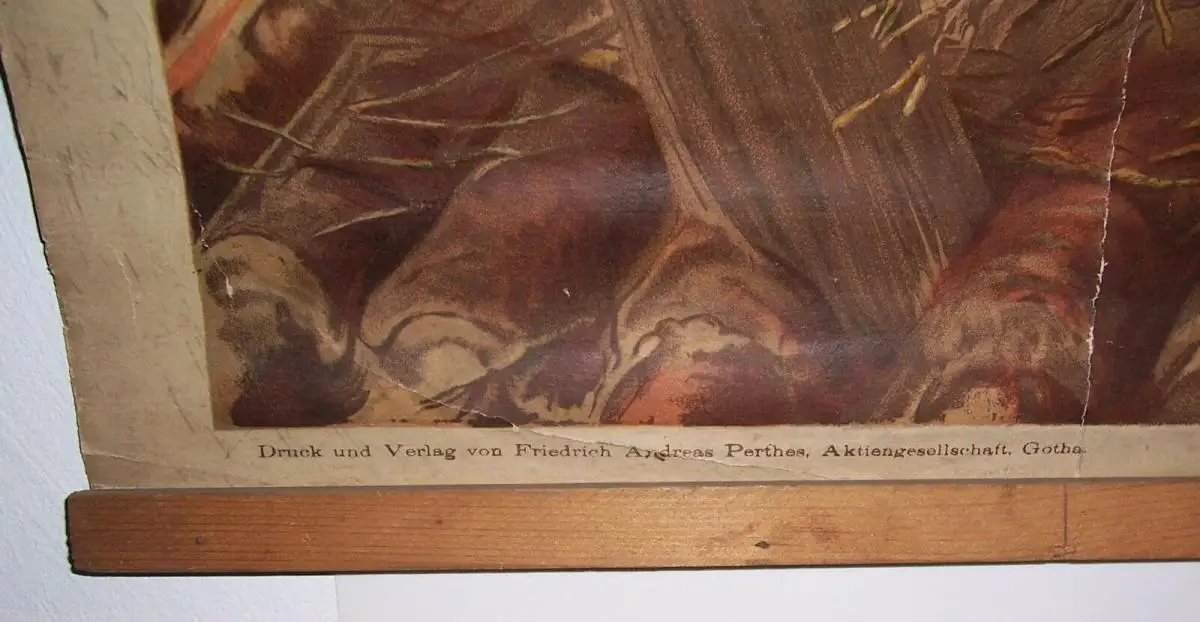 Druck und Verlag von Friedrich Andreas Perthes, Aktiengesellschaft, Gotha.